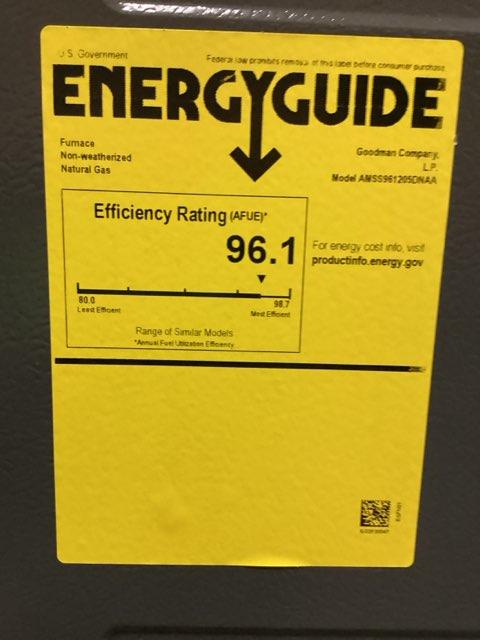 U.S. Government
Federal law prohibits removal of this label before consumer purchase.
ENERGYGUIDE
Furnace
Non-weatherized
Natural Gas
Goodman Company,
L.P.
Model AMSS961205DNAA
Efficiency Rating (AFUE)*
96.1
80.0
98.7
Least Efficient
Most Efficient
Range of Similar Models
*Annual Fuel Utilization Efficiency
For energy cost info, visit
productinfo.energy.gov